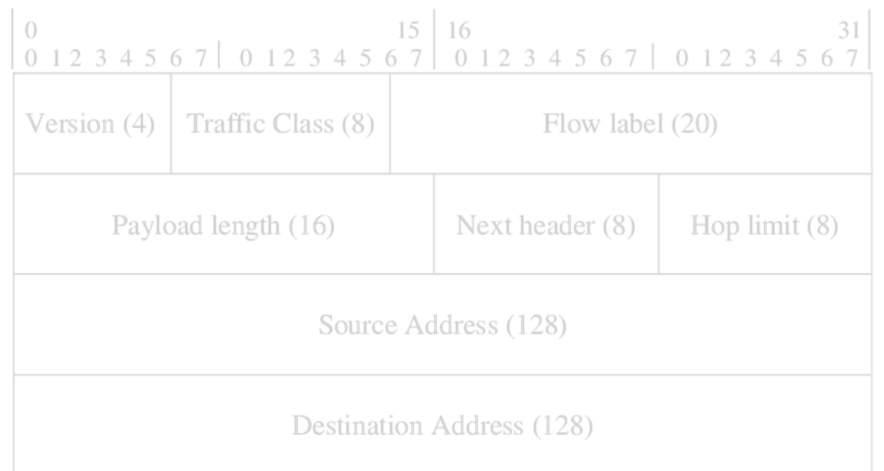 0 15 16 31
0 1 2 3 4 5 6 7 0 1 2 3 4 5 6 7 0 1 2 3 4 5 6 7 0 1 2 3 4 5 6 7
Version (4) Traffic Class (8) Flow label (20)
Payload length (16) Next header (8) Hop limit (8)
Source Address (128)
Destination Address (128)